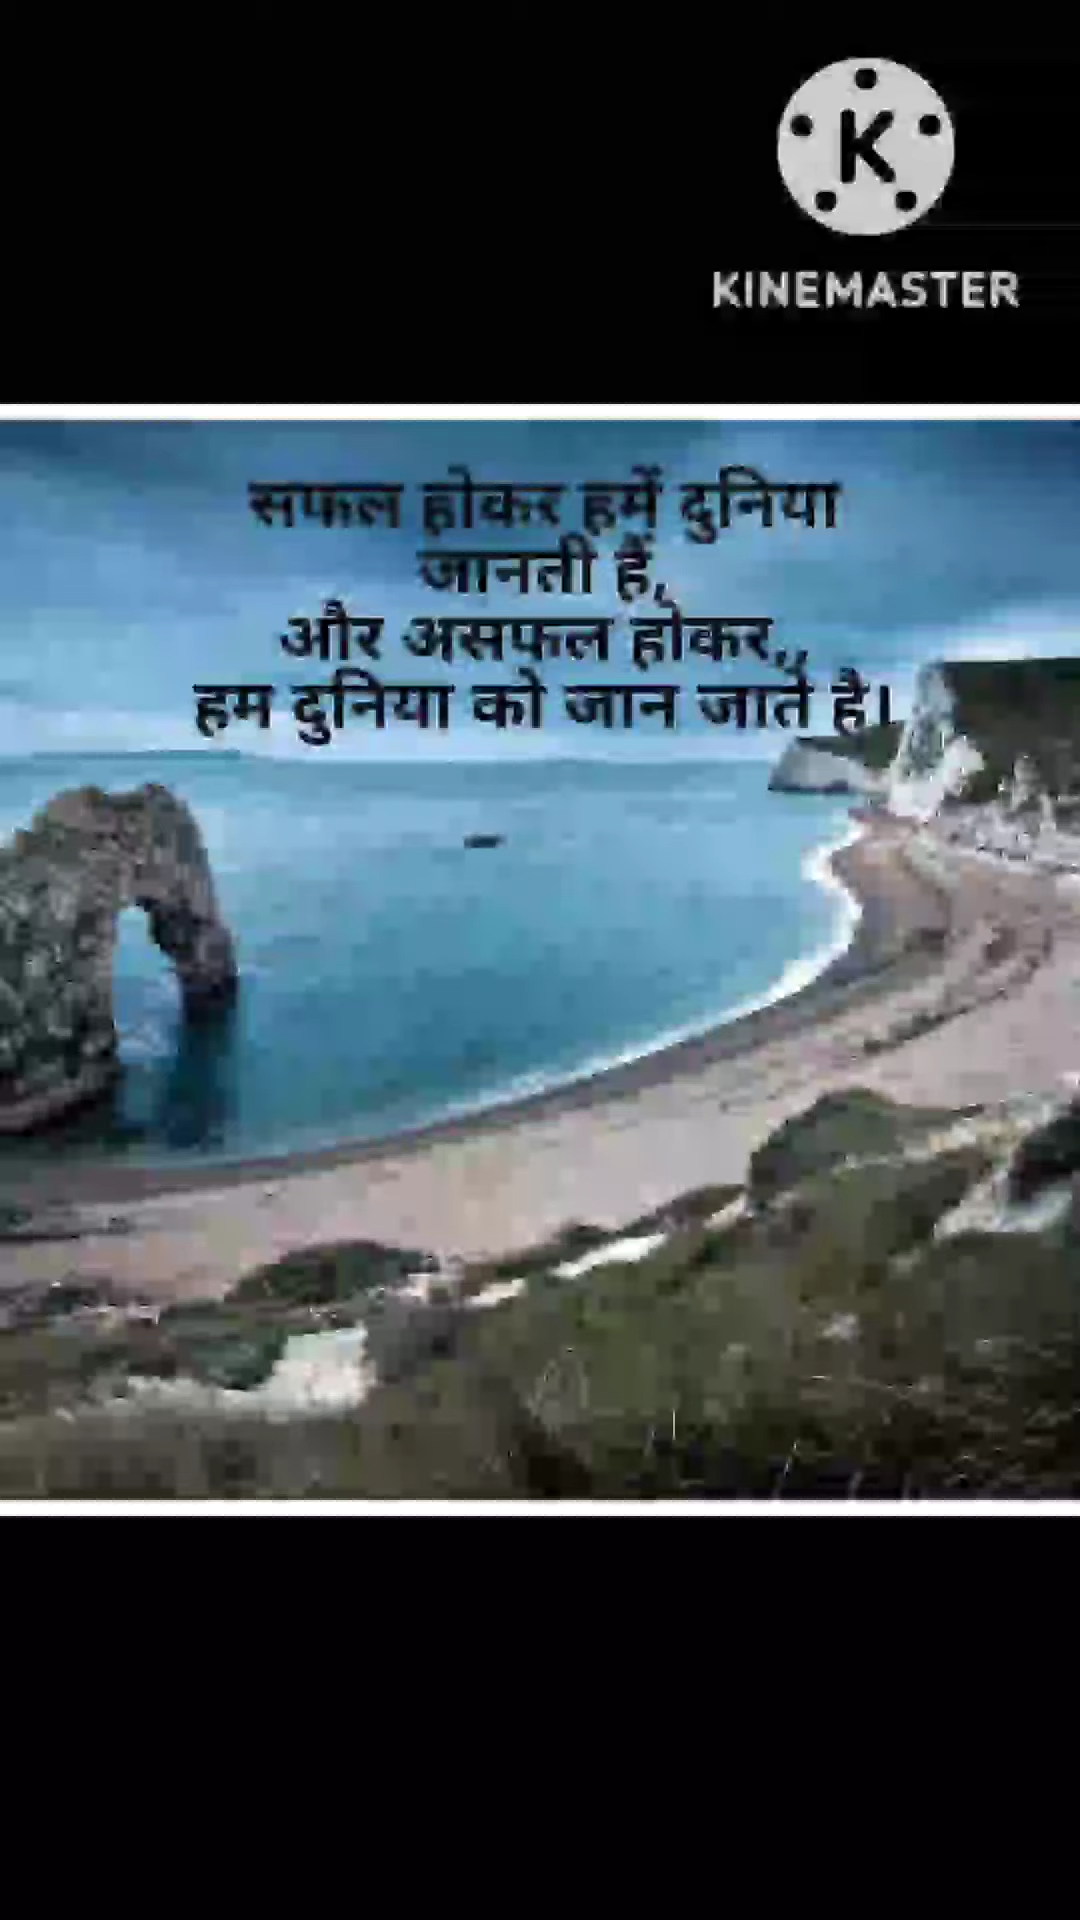 K
KINEMASTER
सफल होकर हमें दुनिया
जानती हैं,
और असफल होकर,,
हम दुनिया को जान जाते है।